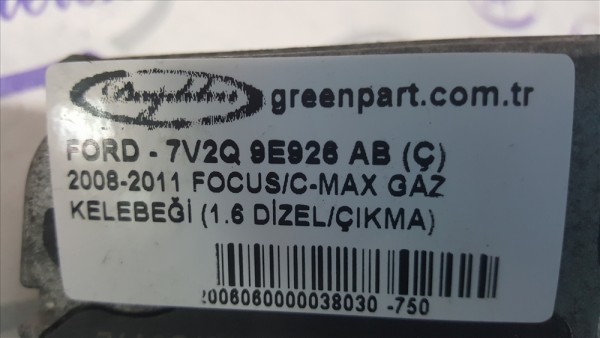 greenpart.com.tr
FORD - 7V2Q 9E926 AB (Ç)
2008-2011 FOCUS/C-MAX GAZ
KELEBEĞİ (1.6 DİZEL/ÇIKMA)
2006060000038030 -750